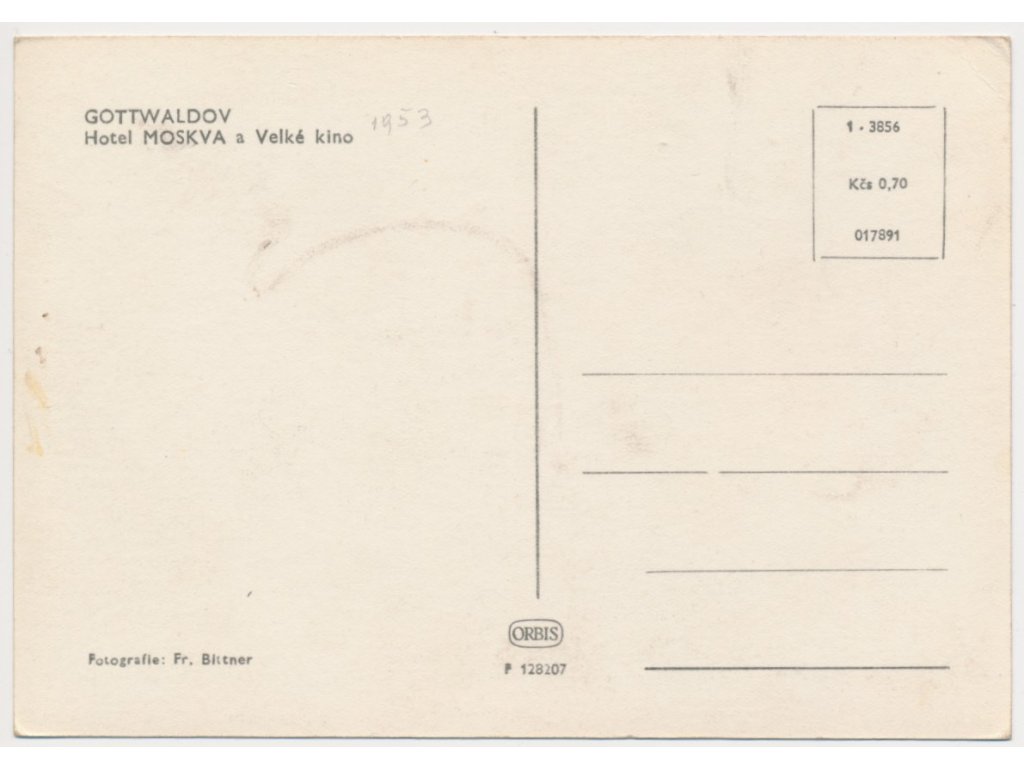 GOTTWALDOV
Hotel MOSKVA a Velké kino
1953
1 - 3856
Kčs 0,70
017891
Fotografie: Fr. Bittner
ORBIS
F 128207